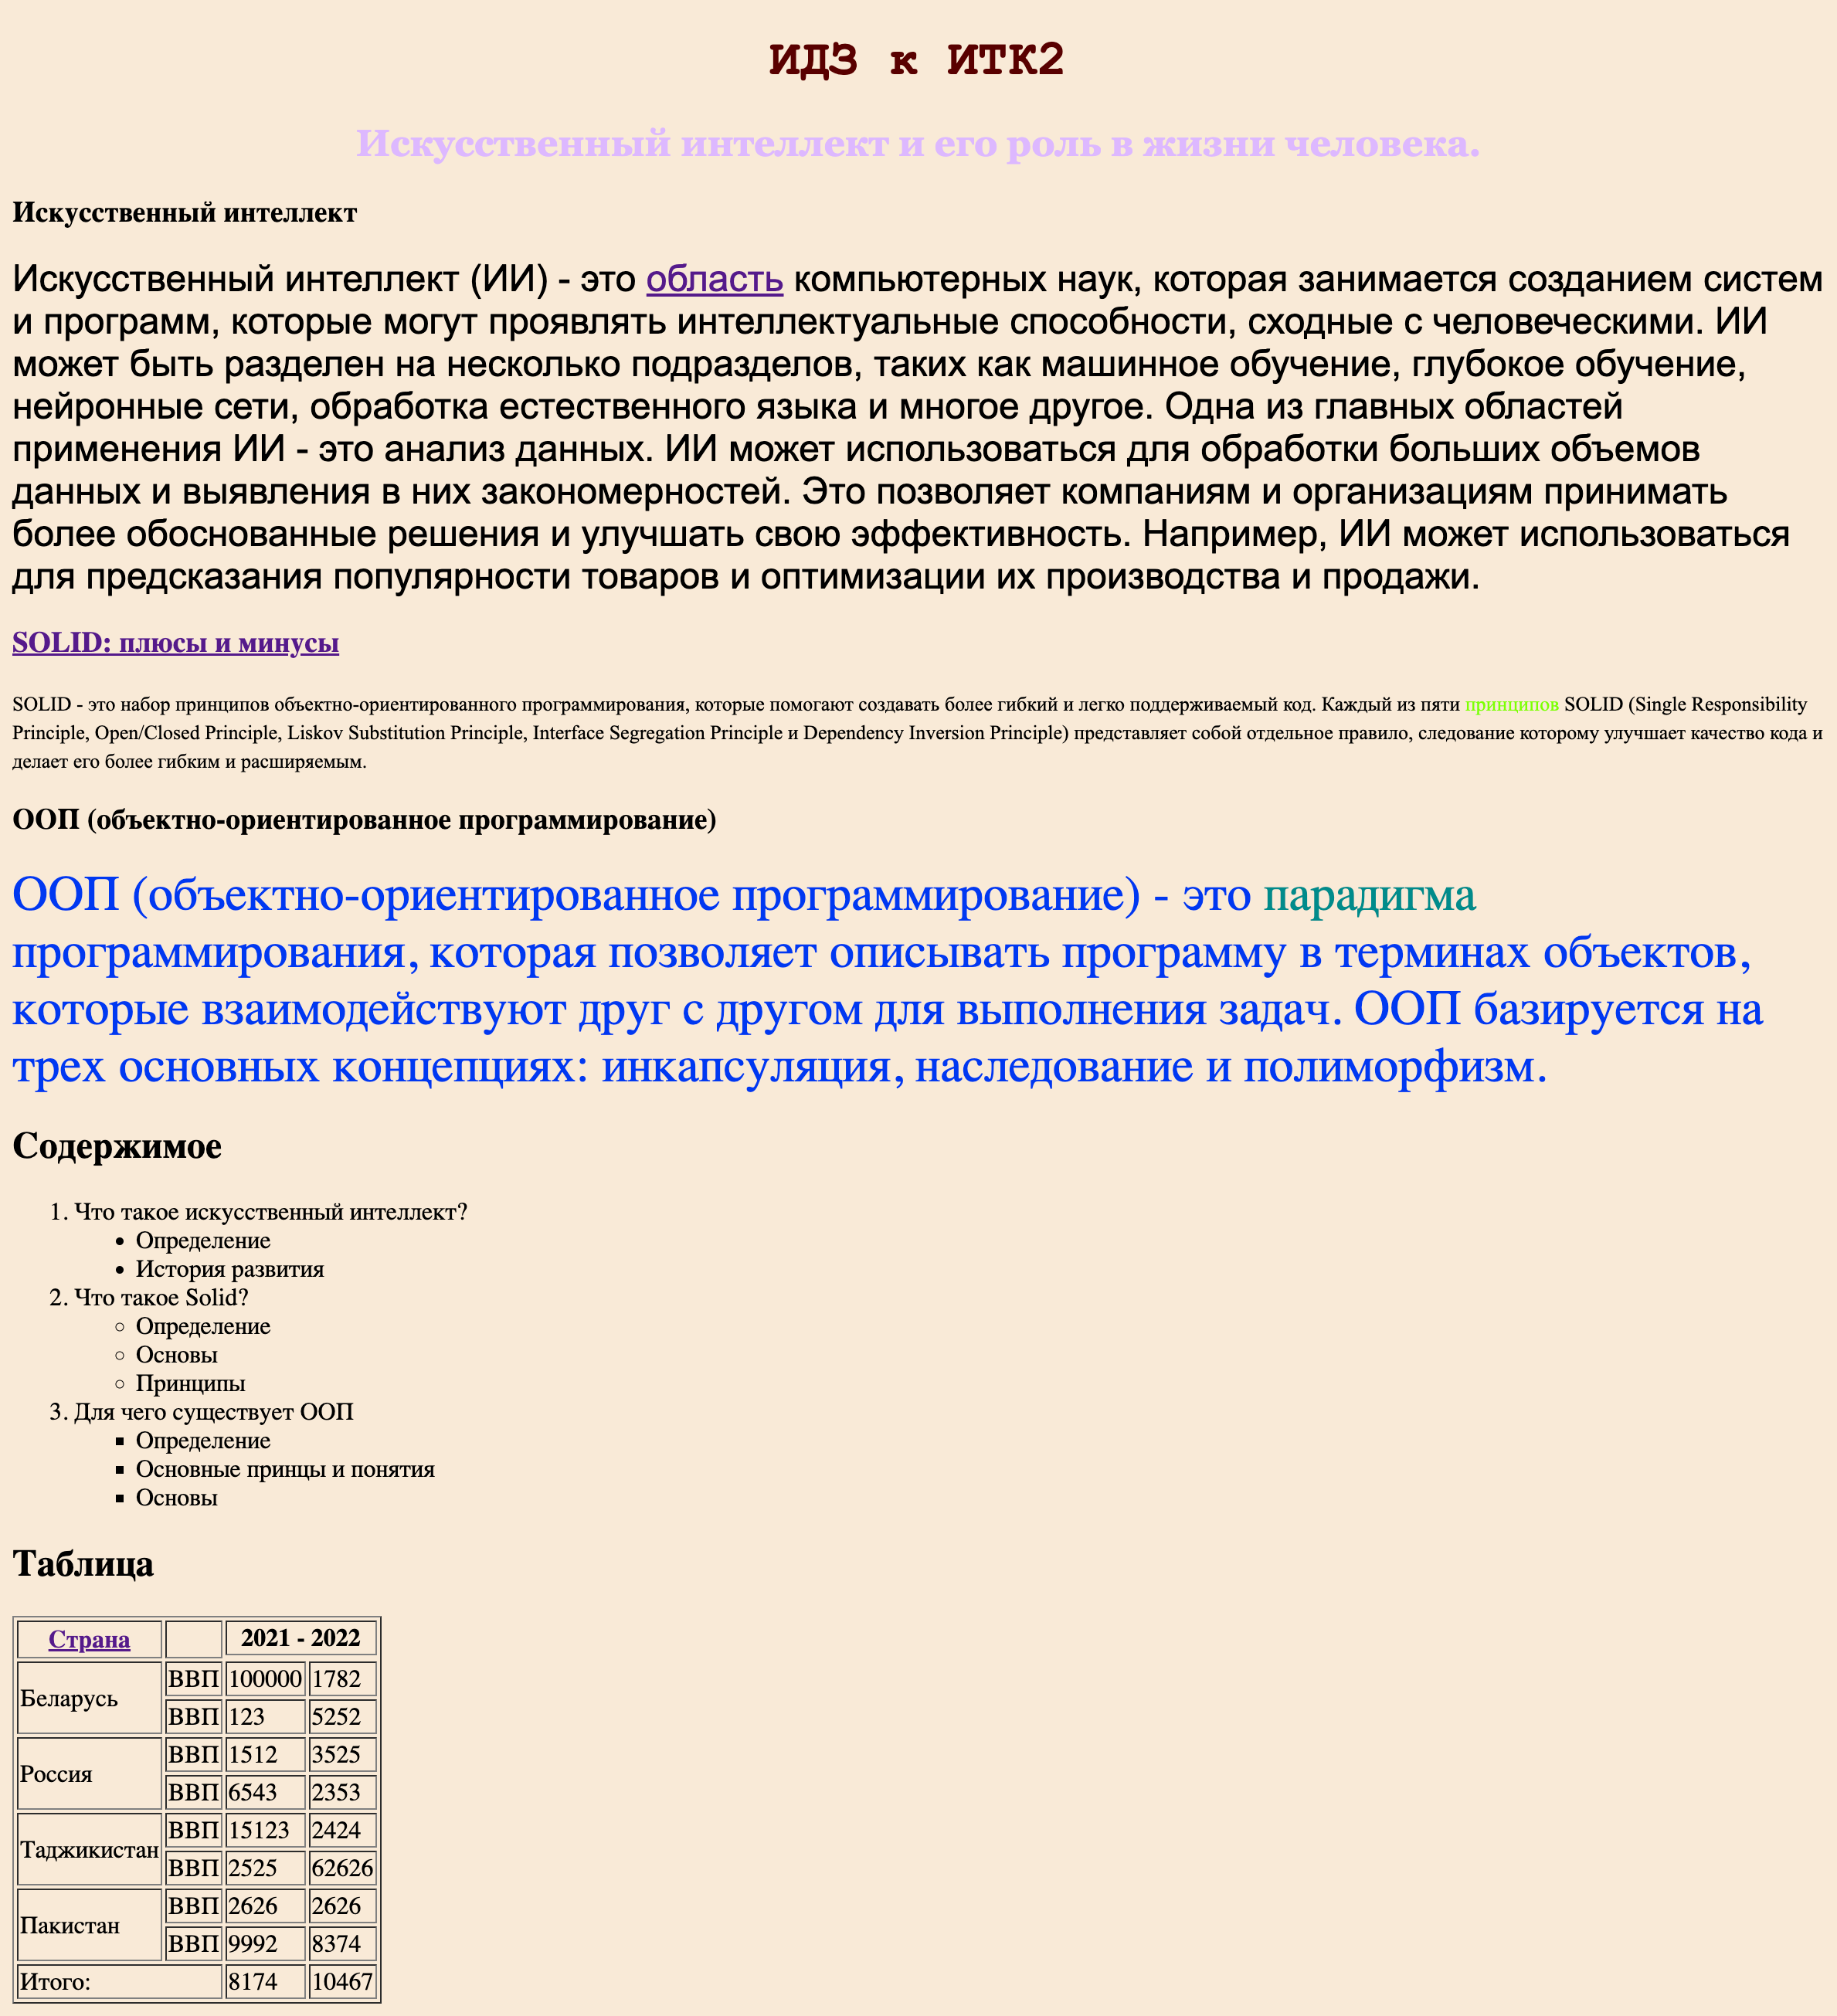 ИДЗ к ИТК2
Искусственный интеллект и его роль в жизни человека.
Искусственный интеллект
Искусственный интеллект (ИИ) - это область компьютерных наук, которая занимается созданием систем
и программ, которые могут проявлять интеллектуальные способности, сходные с человеческими. ИИ
может быть разделен на несколько подразделов, таких как машинное обучение, глубокое обучение,
нейронные сети, обработка естественного языка и многое другое. Одна из главных областей
применения ИИ - это анализ данных. ИИ может использоваться для обработки больших объемов
данных и выявления в них закономерностей. Это позволяет компаниям и организациям принимать
более обоснованные решения и улучшать свою эффективность. Например, ИИ может использоваться
для предсказания популярности товаров и оптимизации их производства и продажи.
SOLID: плюсы и минусы
SOLID - это набор принципов объектно-ориентированного программирования, которые помогают создавать более гибкий и легко поддерживаемый код. Каждый из пяти принципов SOLID (Single Responsibility
Principle, Open/Closed Principle, Liskov Substitution Principle, Interface Segregation Principle и Dependency Inversion Principle) представляет собой отдельное правило, следование которому улучшает качество кода и
делает его более гибким и расширяемым.
ООП (объектно-ориентированное программирование)
ООП (объектно-ориентированное программирование) - это парадигма
программирования, которая позволяет описывать программу в терминах объектов,
которые взаимодействуют друг с другом для выполнения задач. ООП базируется на
трех основных концепциях: инкапсуляция, наследование и полиморфизм.
Содержимое
1. Что такое искусственный интеллект?
• Определение
• История развития
2. Что такое Solid?
◦ Определение
◦ Основы
◦ Принципы
3. Для чего существует ООП
▪ Определение
▪ Основные принцы и понятия
▪ Основы
Таблица
Страна 2021 - 2022
Беларусь ВВП 100000 1782
ВВП 123 5252
Россия ВВП 1512 3525
ВВП 6543 2353
Таджикистан ВВП 15123 2424
ВВП 2525 62626
Пакистан ВВП 2626 2626
ВВП 9992 8374
Итого: 8174 10467